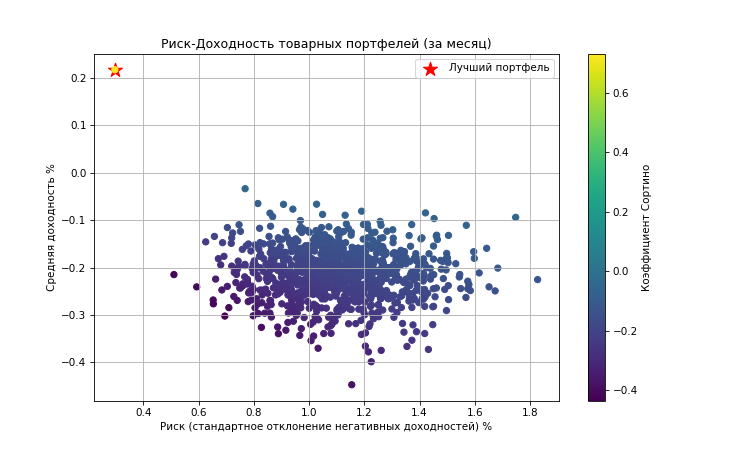 Риск-Доходность товарных портфелей (за месяц)
Лучший портфель
Средняя доходность %
0.2
0.1
0.0
−0.1
−0.2
−0.3
−0.4
0.4 0.6 0.8 1.0 1.2 1.4 1.6 1.8
Риск (стандартное отклонение негативных доходностей) %
0.6
0.4
0.2
0.0
−0.2
−0.4
Коэффициент Сортино